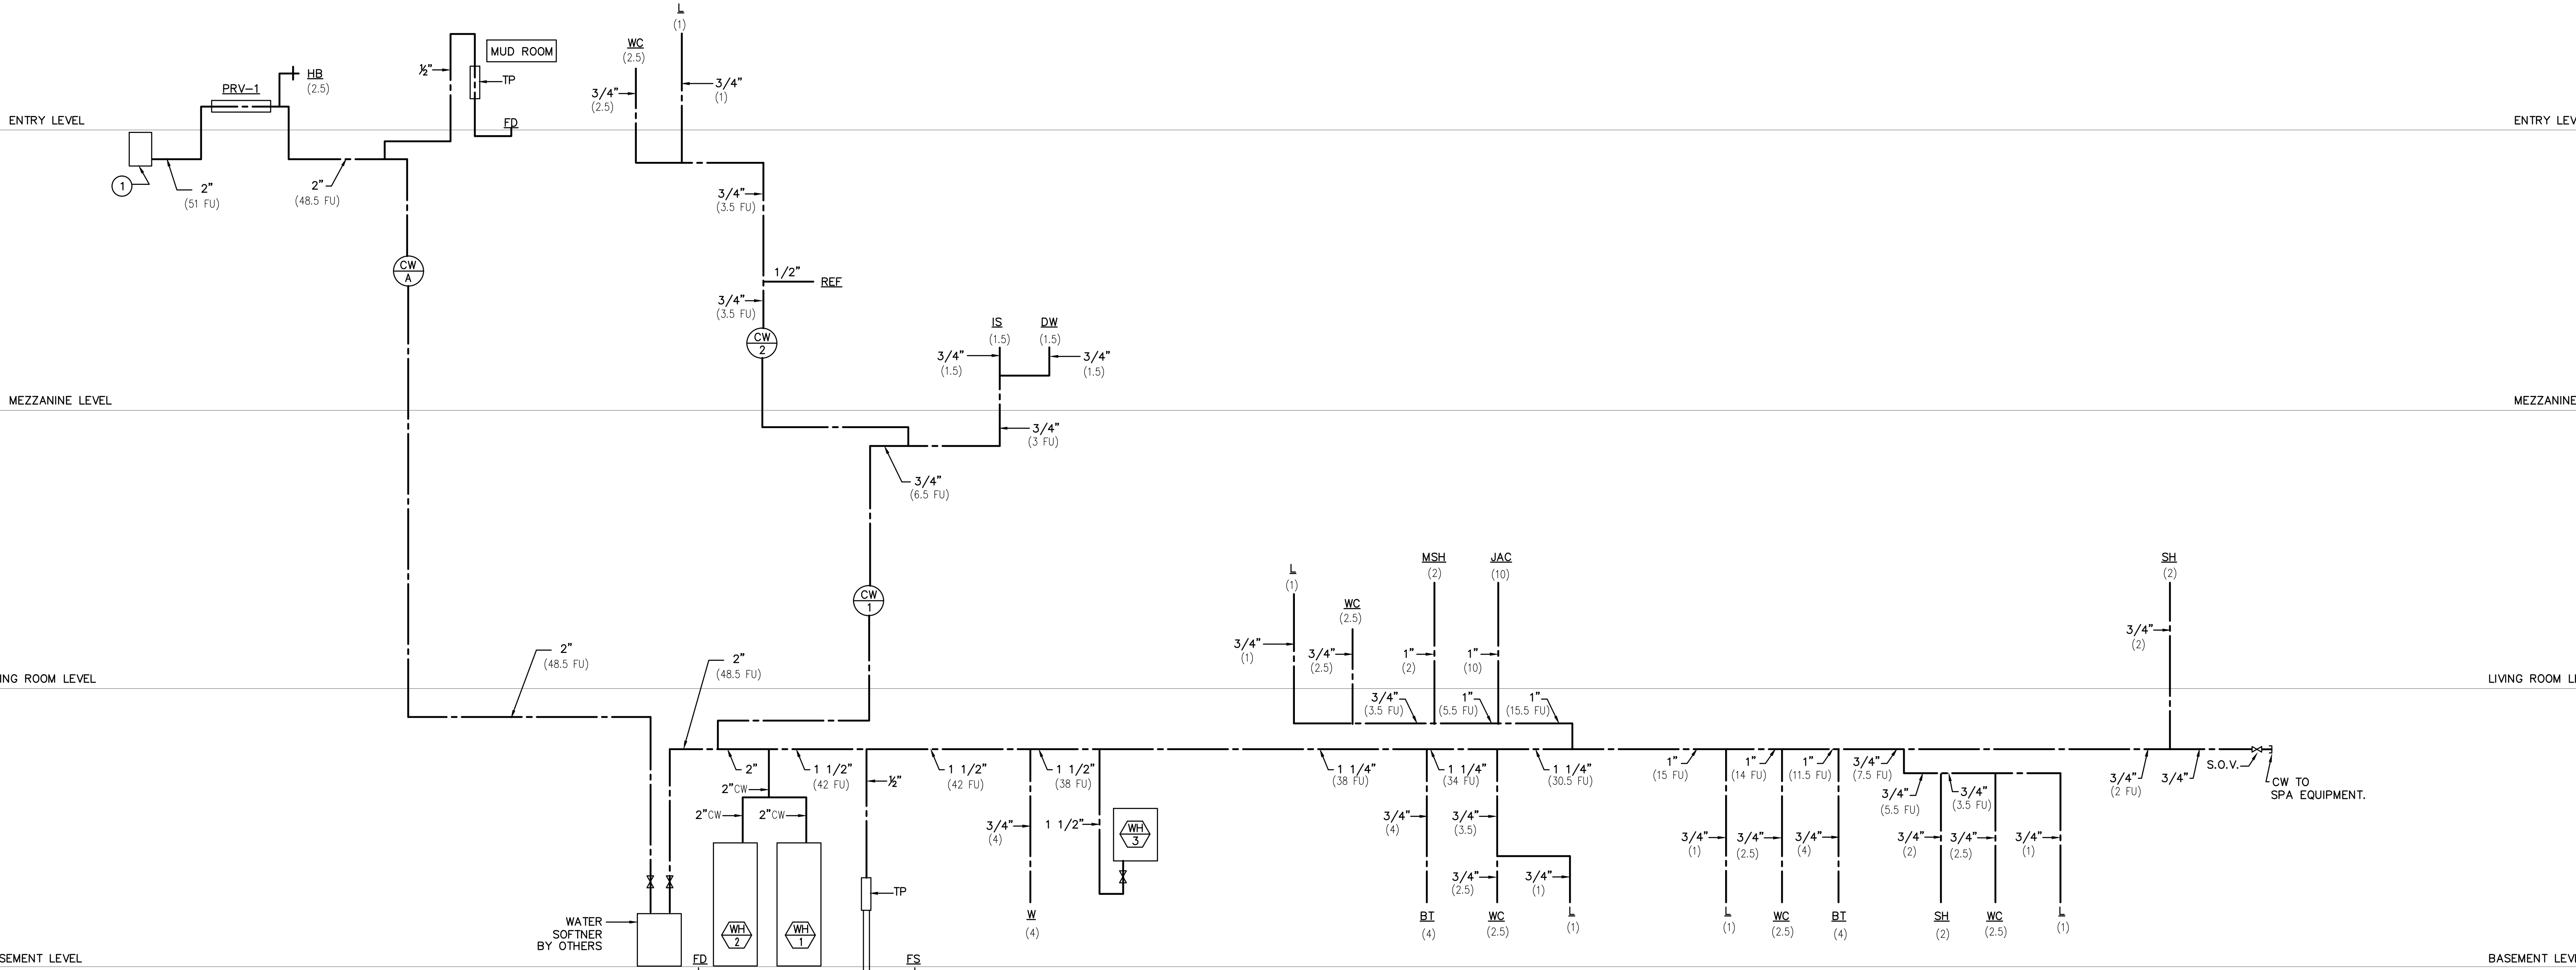 L
(1)
WC
(2.5)
MUD ROOM
½"
TP
3/4"
(1)
3/4"
(2.5)
PRV-1
HB
(2.5)
ENTRY LEVEL
FD
ENTRY LEV
1
2"
(51 FU)
2"
(48.5 FU)
3/4"
(3.5 FU)
CW
A
1/2"
REF
3/4"
(3.5 FU)
CW
2
IS
(1.5)
DW
(1.5)
3/4"
(1.5)
3/4"
(1.5)
MEZZANINE LEVEL
MEZZANINE
3/4"
(3 FU)
3/4"
(6.5 FU)
CW
1
L
(1)
WC
(2.5)
MSH
(2)
JAC
(10)
SH
(2)
3/4"
(1)
3/4"
(2.5)
1"
(2)
1"
(10)
3/4"
(2)
2"
(48.5 FU)
2"
(48.5 FU)
ING ROOM LEVEL
LIVING ROOM L
3/4"
(3.5 FU)
1"
(5.5 FU)
1"
(15.5 FU)
2"
1 1/2"
(42 FU)
½"
1 1/2"
(42 FU)
1 1/2"
(38 FU)
1 1/4"
(38 FU)
1 1/4"
(34 FU)
1 1/4"
(30.5 FU)
1"
(15 FU)
1"
(14 FU)
1"
(11.5 FU)
3/4"
(7.5 FU)
3/4"
(5.5 FU)
3/4"
(3.5 FU)
3/4"
(2 FU)
3/4"
S.O.V.
CW TO
SPA EQUIPMENT.
2"CW
2"CW
2"CW
3/4"
(4)
1 1/2"
WH
3
3/4"
(4)
3/4"
(3.5)
3/4"
(2.5)
3/4"
(1)
3/4"
(1)
3/4"
(2.5)
3/4"
(4)
3/4"
(2)
3/4"
(2.5)
3/4"
(1)
TP
WATER
SOFTNER
BY OTHERS
WH
2
WH
1
W
(4)
BT
(4)
WC
(2.5)
L
(1)
L
(1)
WC
(2.5)
BT
(4)
SH
(2)
WC
(2.5)
L
(1)
SEMENT LEVEL
FD
FS
BASEMENT LEV